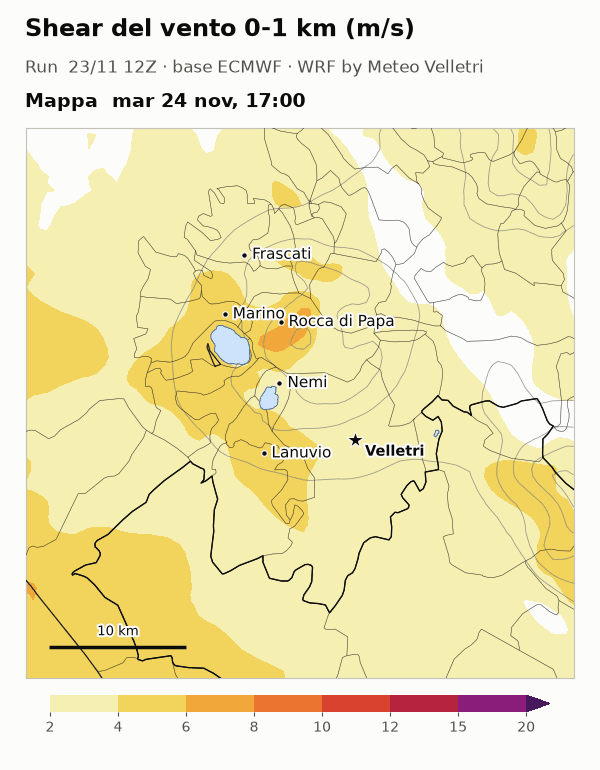 Shear del vento 0-1 km (m/s)
Run  23/11 12Z · base ECMWF · WRF by Meteo Velletri
Mappa  mar 24 nov, 17:00
Frascati
Marino
Rocca di Papa
Nemi
Velletri
Lanuvio
10 km
2 4 6 8 10 12 15 20